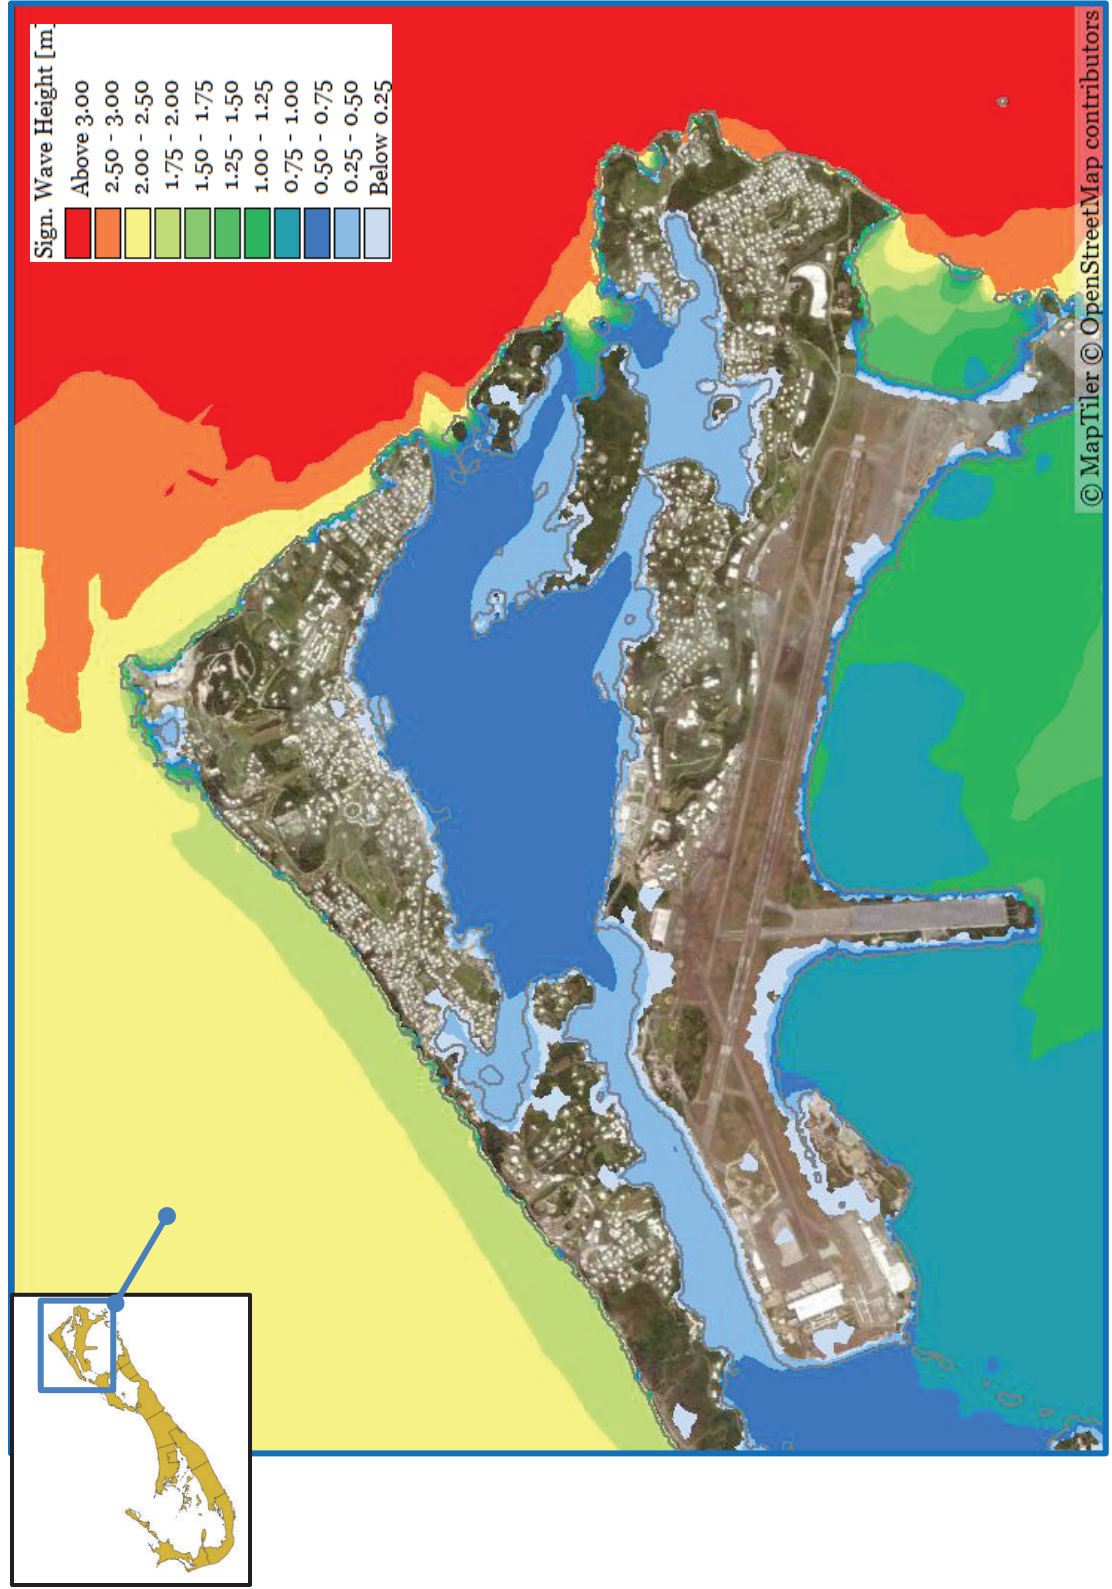 Sign. Wave Height [m]
Above 3.00
2.50 - 3.00
2.00 - 2.50
1.75 - 2.00
1.50 - 1.75
1.25 - 1.50
1.00 - 1.25
0.75 - 1.00
0.50 - 0.75
0.25 - 0.50
Below 0.25
© MapTiler © OpenStreetMap contributors